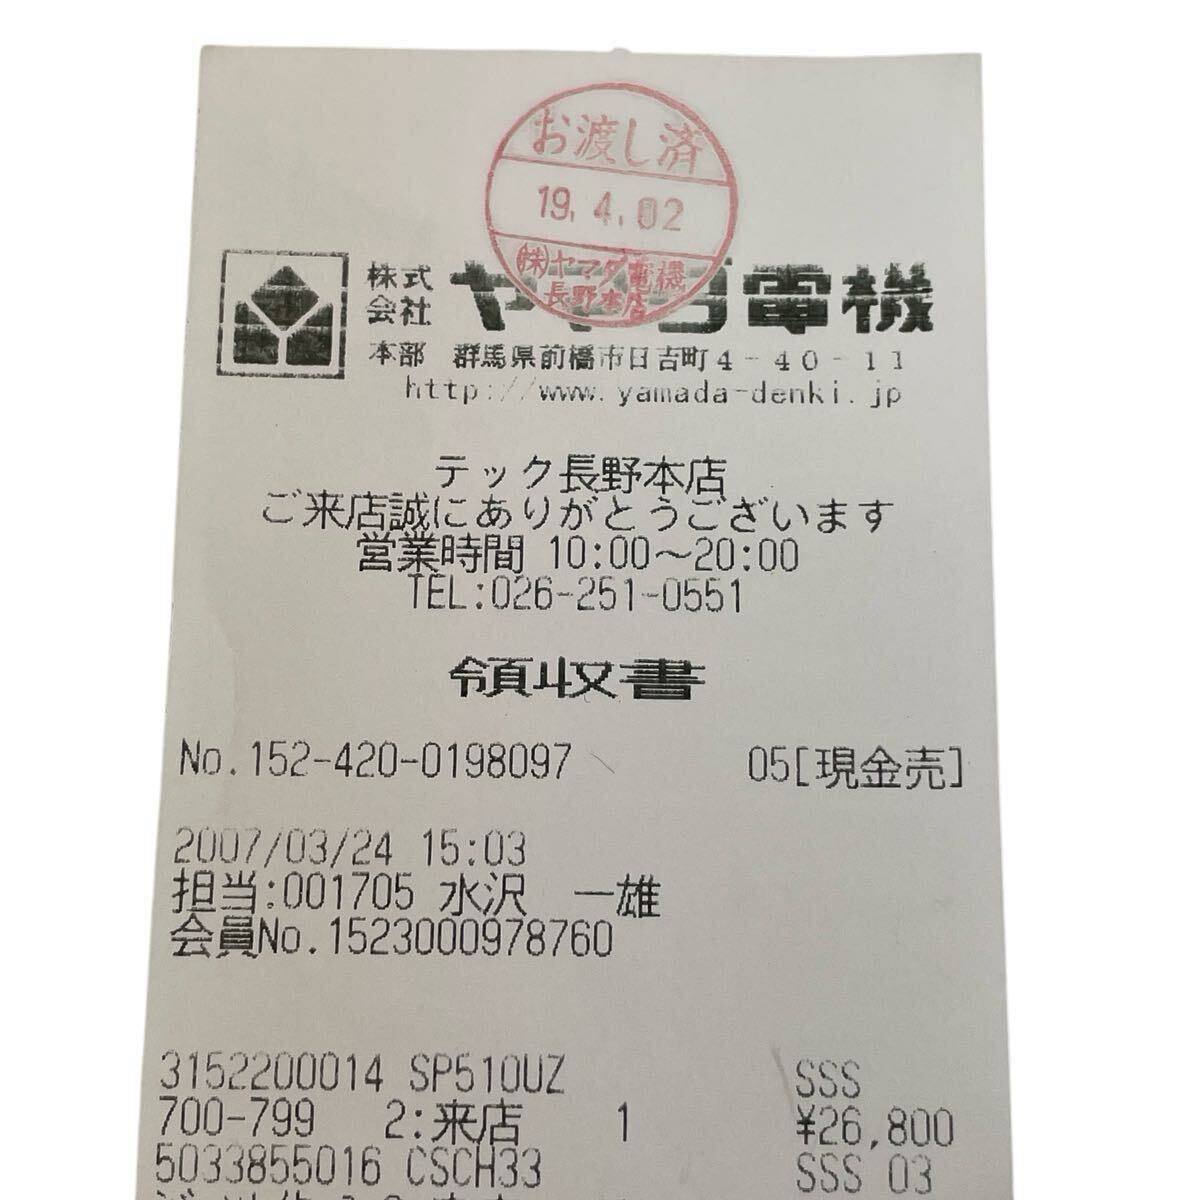 お渡し済
19.4.02
(株)ヤマダ電機
長野本店
株式会社 ヤマダ電機
本部 群馬県前橋市日吉町4-40-11
http://www.yamada-denki.jp
テック長野本店
ご来店誠にありがとうございます
営業時間 10:00～20:00
TEL:026-251-0551
領収書
No.152-420-0198097 05[現金売]
2007/03/24 15:03
担当:001705 水沢 一雄
会員No.1523000978760
3152200014 SP510UZ SSS
700-799 2:来店 1 ¥26,800
5033855016 CSCH33 SSS 03